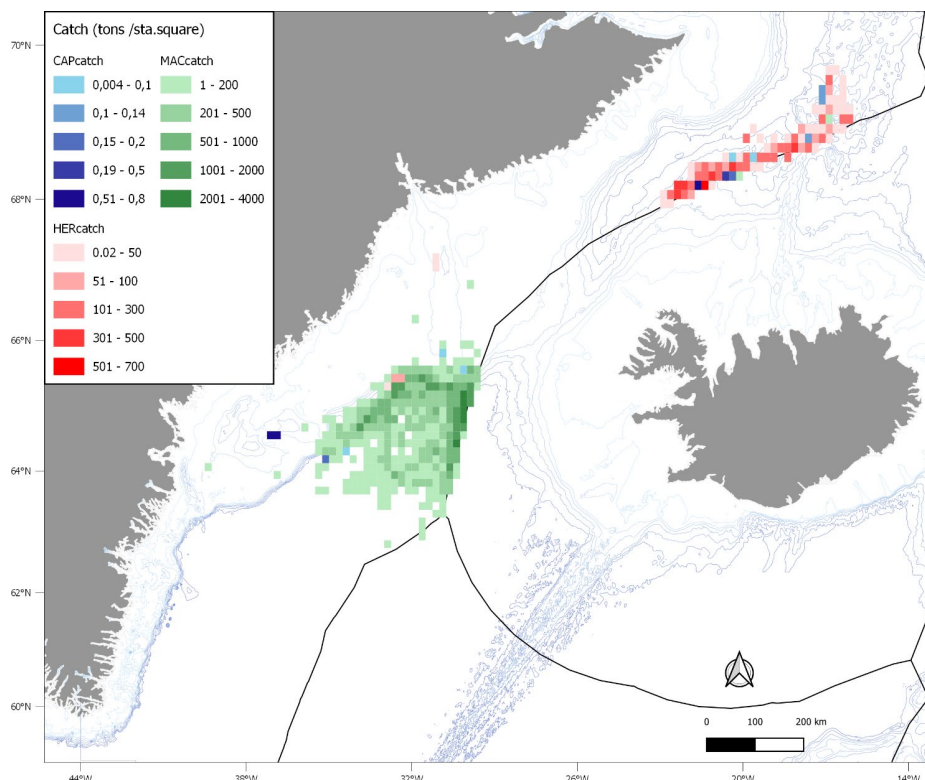 Catch (tons /sta.square)
CAPcatch
0,004 - 0,1
0,1 - 0,14
0,15 - 0,2
0,19 - 0,5
0,51 - 0,8
MACcatch
1 - 200
201 - 500
501 - 1000
1001 - 2000
2001 - 4000
HERcatch
0.02 - 50
51 - 100
101 - 300
301 - 500
501 - 700
70°N
68°N
66°N
64°N
62°N
60°N
0 100 200 km
44°W 38°W 32°W 26°W 20°W 14°W